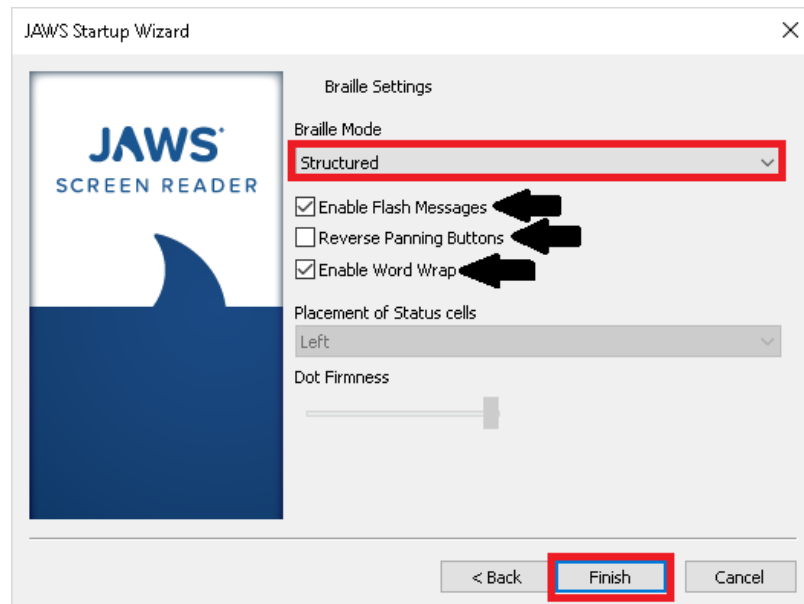 JAWS Startup Wizard
JAWS
SCREEN READER
Braille Settings
Braille Mode
Structured
Enable Flash Messages
Reverse Panning Buttons
Enable Word Wrap
Placement of Status cells
Left
Dot Firmness
< Back
Finish
Cancel